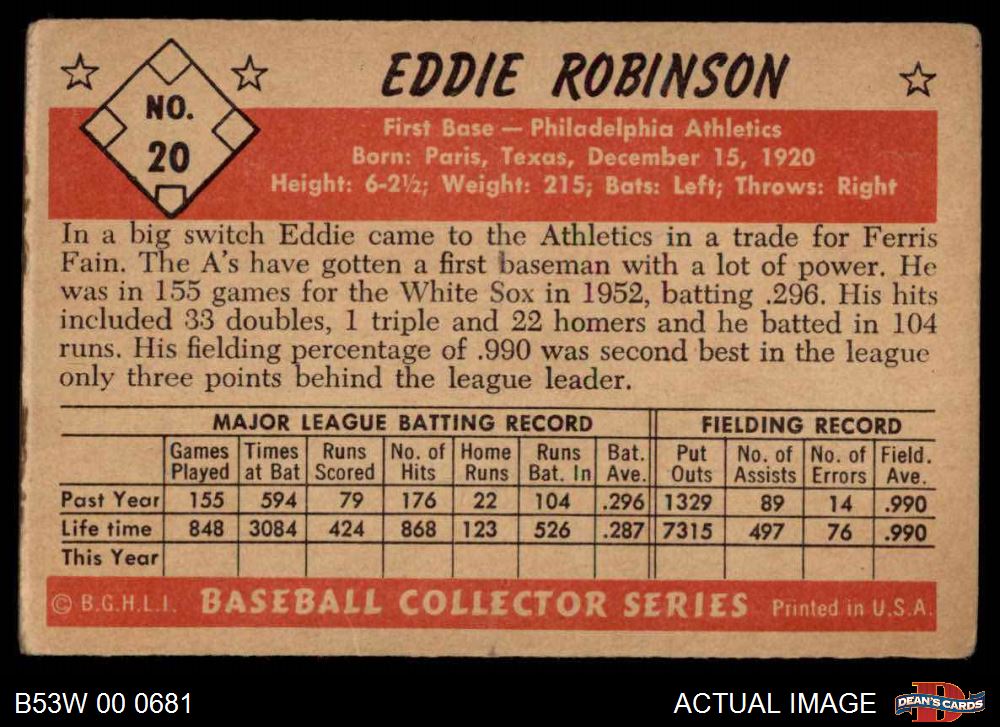 NO.
20
EDDIE ROBINSON
First Base — Philadelphia Athletics
Born: Paris, Texas, December 15, 1920
Height: 6-2½; Weight: 215; Bats: Left; Throws: Right
In a big switch Eddie came to the Athletics in a trade for Ferris
Fain. The A's have gotten a first baseman with a lot of power. He
was in 155 games for the White Sox in 1952, batting .296. His hits
included 33 doubles, 1 triple and 22 homers and he batted in 104
runs. His fielding percentage of .990 was second best in the league
only three points behind the league leader.
MAJOR LEAGUE BATTING RECORD FIELDING RECORD
Games Times Runs No. of Home Runs Bat. Put No. of No. of Field.
Played at Bat Scored Hits Runs Bat. In Ave. Outs Assists Errors Ave.
Past Year 155 594 79 176 22 104 .296 1329 89 14 .990
Life time 848 3084 424 868 123 526 .287 7315 497 76 .990
This Year
© B.G.H.L.I. BASEBALL COLLECTOR SERIES Printed in U.S.A.
B53W 00 0681 ACTUAL IMAGE D DEAN'S CARDS